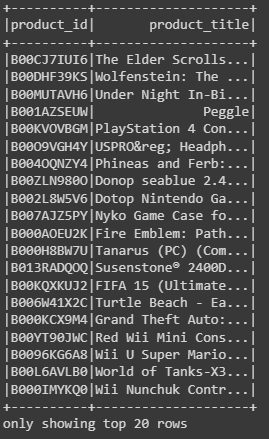 +----------+--------------------+
|product_id|       product_title|
+----------+--------------------+
|B00CJ7IUI6|The Elder Scrolls...|
|B00DHF39KS|Wolfenstein: The ...|
|B00MUTAVH6|Under Night In-Bi...|
|B001AZSEUW|              Peggle|
|B00KVOVBGM|PlayStation 4 Con...|
|B00O9VGH4Y|USPRO&reg; Headph...|
|B004OQNZY4|Phineas and Ferb:...|
|B00ZLN980O|Donop seablue 2.4...|
|B002L8W5V6|Dotop Nintendo Ga...|
|B007AJZ5PY|Nyko Game Case fo...|
|B000AOEU2K|Fire Emblem: Path...|
|B000H8BW7U|Tanarus (PC) (Com...|
|B013RADQOQ|Susenstone® 2400D...|
|B00KQXKUJ2|FIFA 15 (Ultimate...|
|B006W41X2C|Turtle Beach - Ea...|
|B000KCX9M4|Grand Theft Auto:...|
|B00YT90JWC|Red Wii Mini Cons...|
|B0096KG6A8|Wii U Super Mario...|
|B00L6AVLB0|World of Tanks-X3...|
|B000IMYKQ0|Wii Nunchuk Contr...|
+----------+--------------------+
only showing top 20 rows